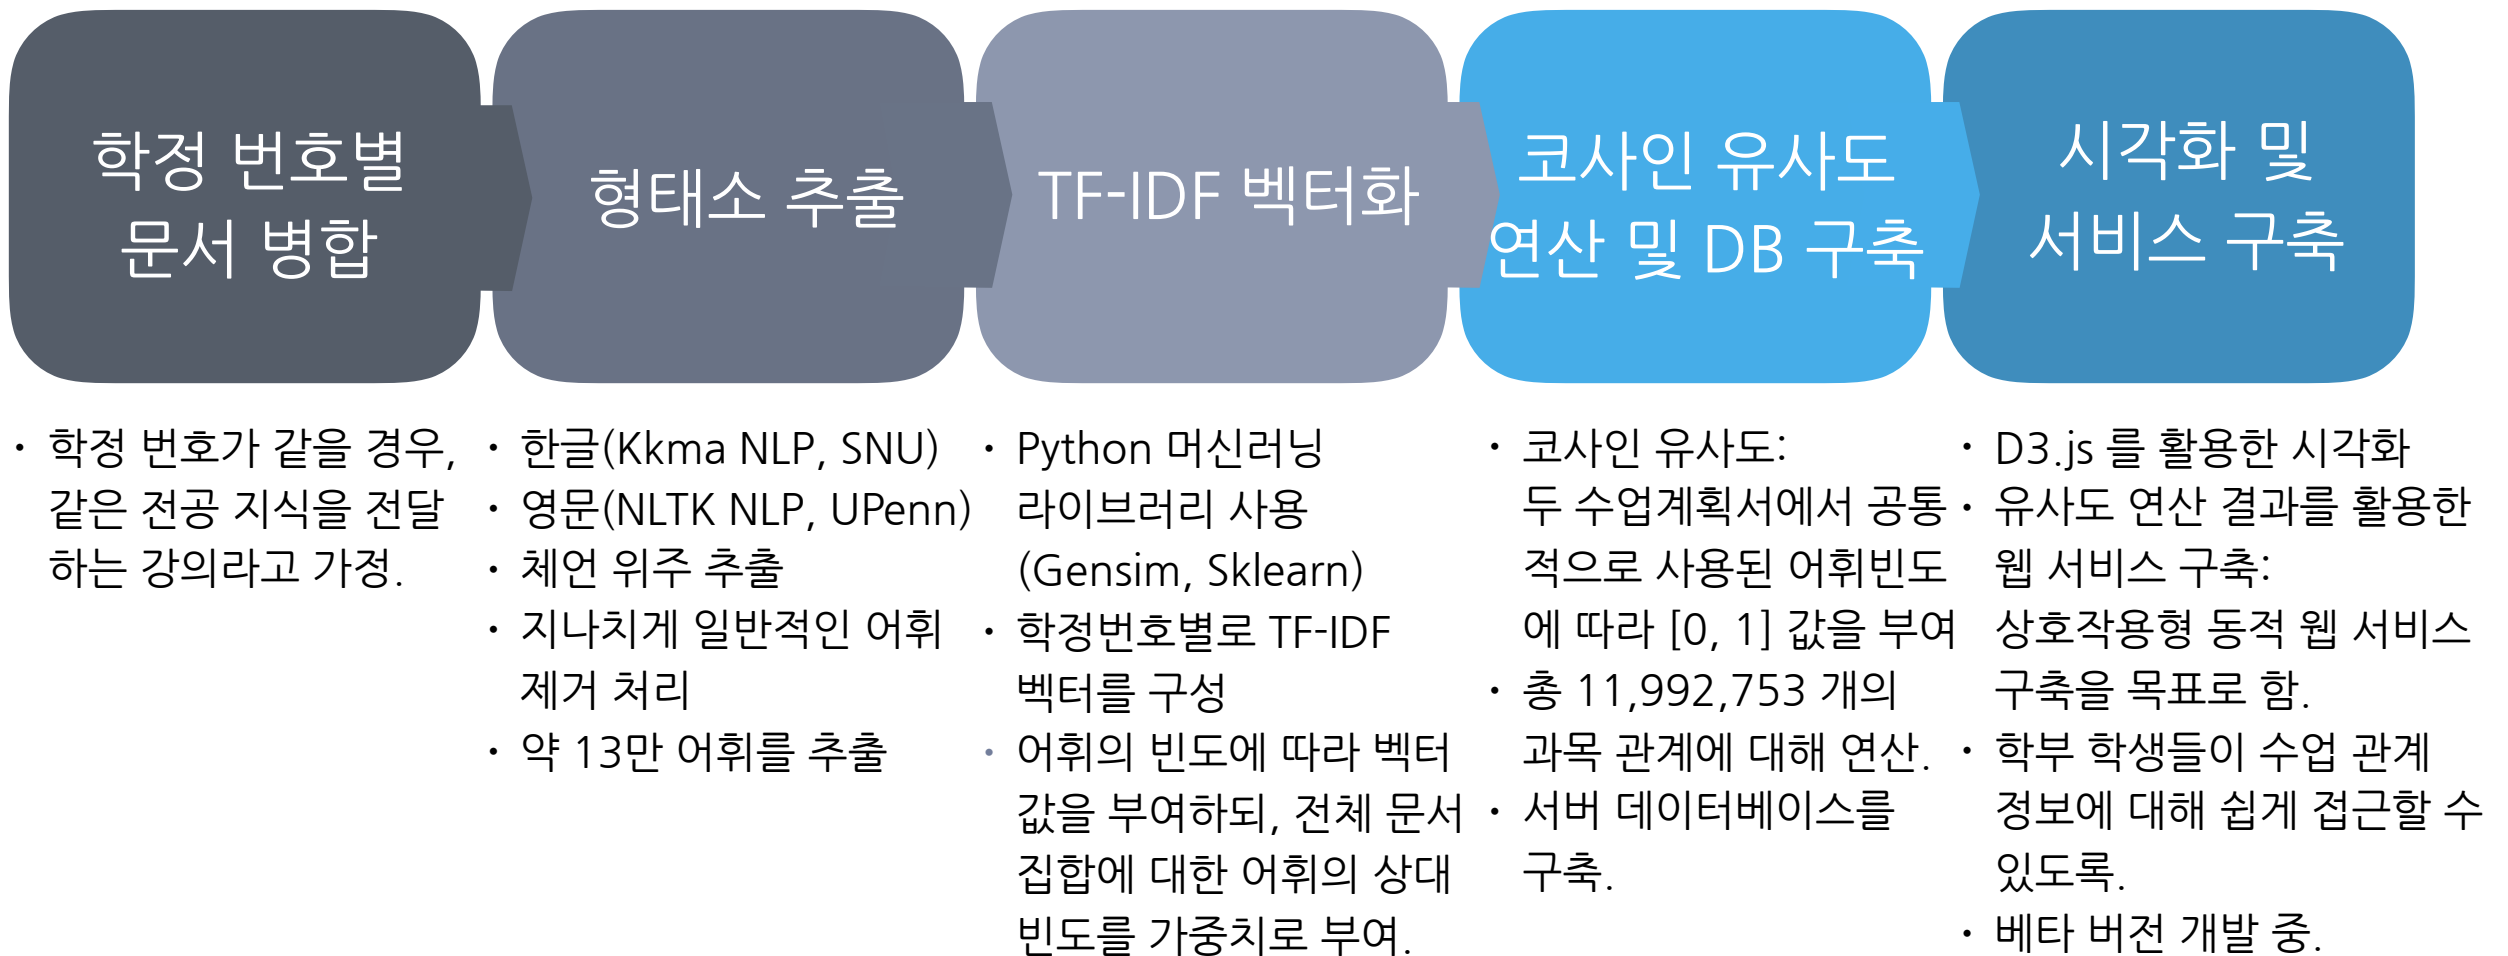 학정 번호별
문서 병합
형태소 추출
TF-IDF 벡터화
코사인 유사도
연산 및 DB 구축
시각화 및
서비스 구축
• 학정 번호가 같을 경우,
같은 전공 지식을 전달
하는 강의라고 가정.
• 한글(Kkma NLP, SNU)
• 영문(NLTK NLP, UPenn)
• 체언 위주 추출
• 지나치게 일반적인 어휘
제거 처리
• 약 13만 어휘를 추출
• Python 머신러닝
라이브러리 사용
(Gensim, Sklearn)
• 학정번호별로 TF-IDF
벡터를 구성
• 어휘의 빈도에 따라 벡터
값을 부여하되, 전체 문서
집합에 대한 어휘의 상대
빈도를 가중치로 부여.
• 코사인 유사도:
두 수업계획서에서 공통
적으로 사용된 어휘빈도
에 따라 [0, 1] 값을 부여
• 총 11,992,753 개의
과목 관계에 대해 연산.
• 서버 데이터베이스를
구축.
• D3.js 를 활용한 시각화
• 유사도 연산 결과를 활용한
웹 서비스 구축:
상호작용형 동적 웹 서비스
구축을 목표로 함.
• 학부 학생들이 수업 관계
정보에 대해 쉽게 접근할 수
있도록.
• 베타 버전 개발 중.